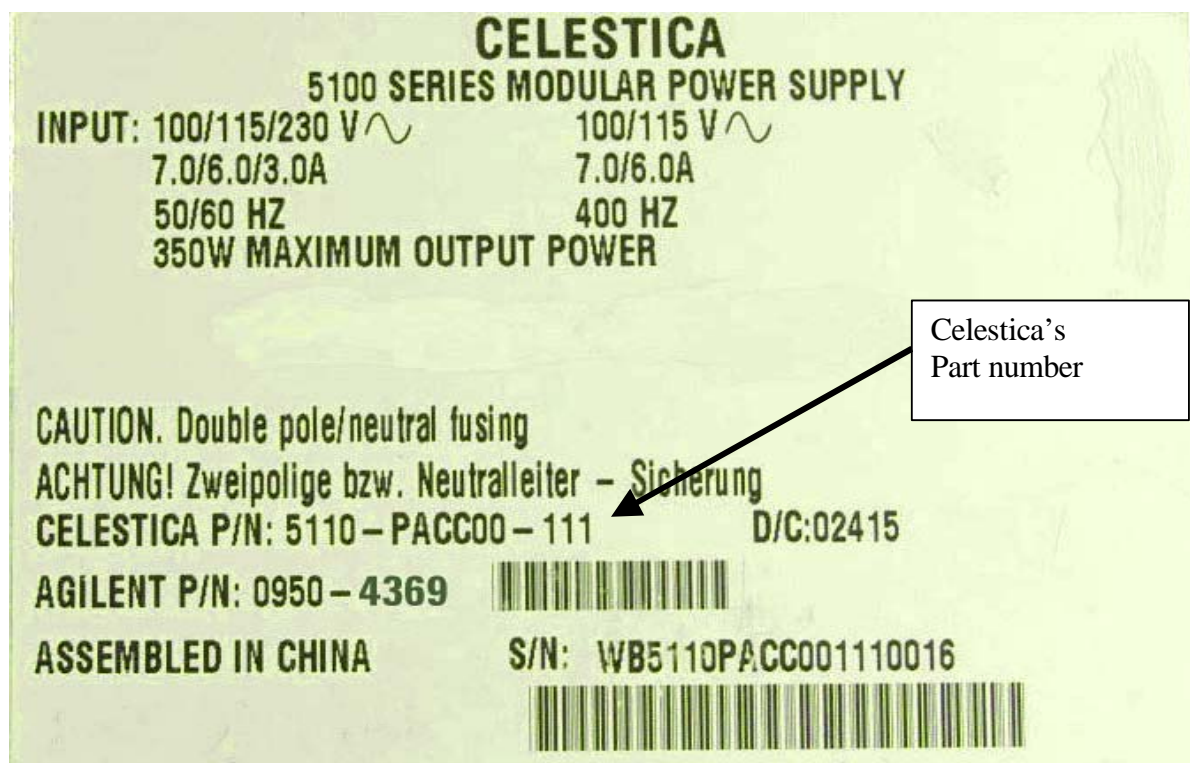 CELESTICA
5100 SERIES MODULAR POWER SUPPLY
INPUT: 100/115/230 V∿ 100/115 V∿
7.0/6.0/3.0A 7.0/6.0A
50/60 HZ 400 HZ
350W MAXIMUM OUTPUT POWER
Celestica's
Part number
CAUTION. Double pole/neutral fusing
ACHTUNG! Zweipolige bzw. Neutralleiter – Sicherung
CELESTICA P/N: 5110–PACC00–111 D/C:02415
AGILENT P/N: 0950–4369
ASSEMBLED IN CHINA S/N: WB5110PACC001110016